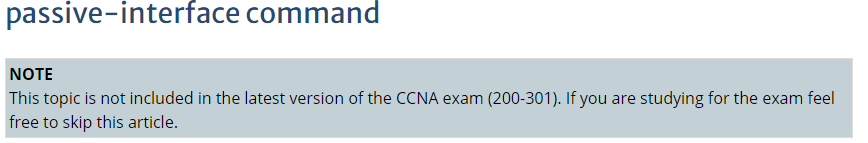 passive-interface command
NOTE
This topic is not included in the latest version of the CCNA exam (200-301). If you are studying for the exam feel
free to skip this article.